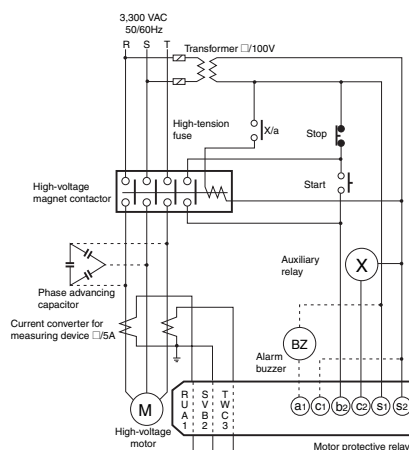 3,300 VAC
50/60Hz
R S T
Transformer □/100V
High-tension
fuse
X/a
Stop
Start
High-voltage
magnet contactor
Auxiliary
relay
X
Phase advancing
capacitor
Current converter for
measuring device □/5A
BZ
Alarm
buzzer
M
High-voltage
motor
R S T
U V W
A B C
1 2 3
a1 c1 b2 c2 s1 s2
Motor protective relay